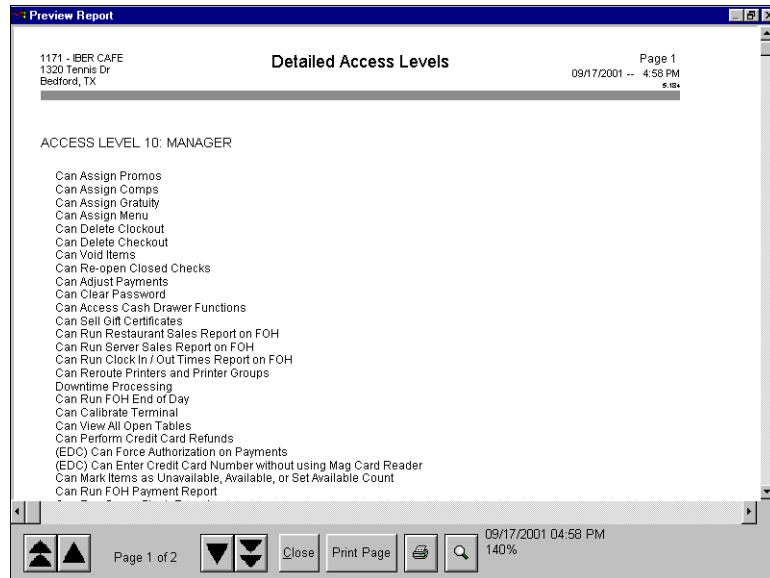 Preview Report
1171 - IBER CAFE
1320 Tennis Dr
Bedford, TX
Detailed Access Levels
Page 1
09/17/2001 -- 4:58 PM
5.184
ACCESS LEVEL 10: MANAGER
Can Assign Promos
Can Assign Comps
Can Assign Gratuity
Can Assign Menu
Can Delete Clockout
Can Delete Checkout
Can Void Items
Can Re-open Closed Checks
Can Adjust Payments
Can Clear Password
Can Access Cash Drawer Functions
Can Sell Gift Certificates
Can Run Restaurant Sales Report on FOH
Can Run Server Sales Report on FOH
Can Run Clock In / Out Times Report on FOH
Can Reroute Printers and Printer Groups
Downtime Processing
Can Run FOH End of Day
Can Calibrate Terminal
Can View All Open Tables
Can Perform Credit Card Refunds
(EDC) Can Force Authorization on Payments
(EDC) Can Enter Credit Card Number without using Mag Card Reader
Can Mark Items as Unavailable, Available, or Set Available Count
Can Run FOH Payment Report
Page 1 of 2
Close
Print Page
09/17/2001 04:58 PM
140%